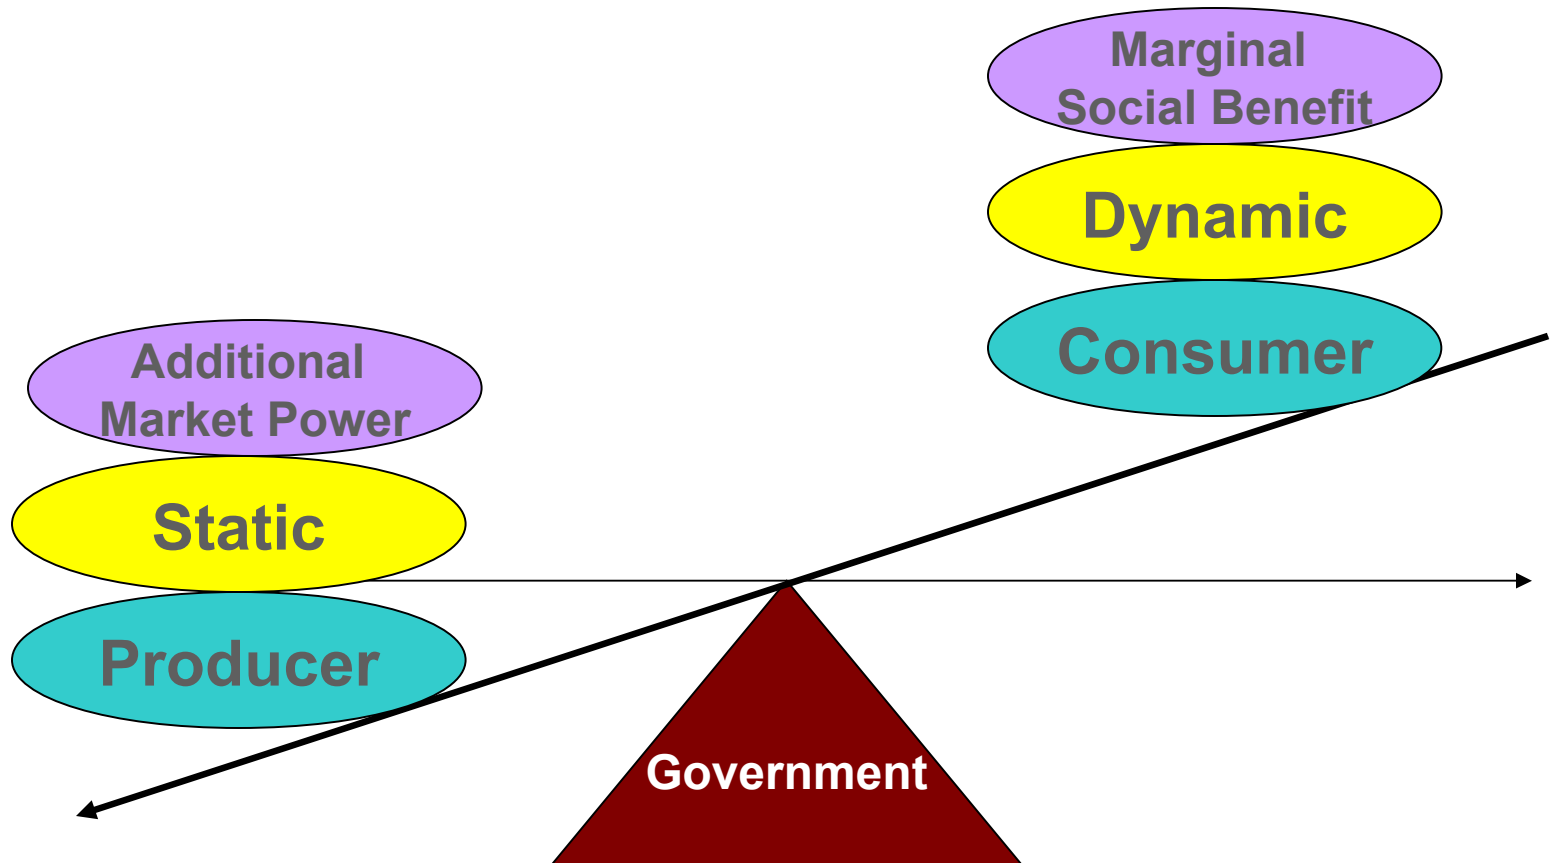 Marginal
Social Benefit
Dynamic
Consumer
Additional
Market Power
Static
Producer
Government